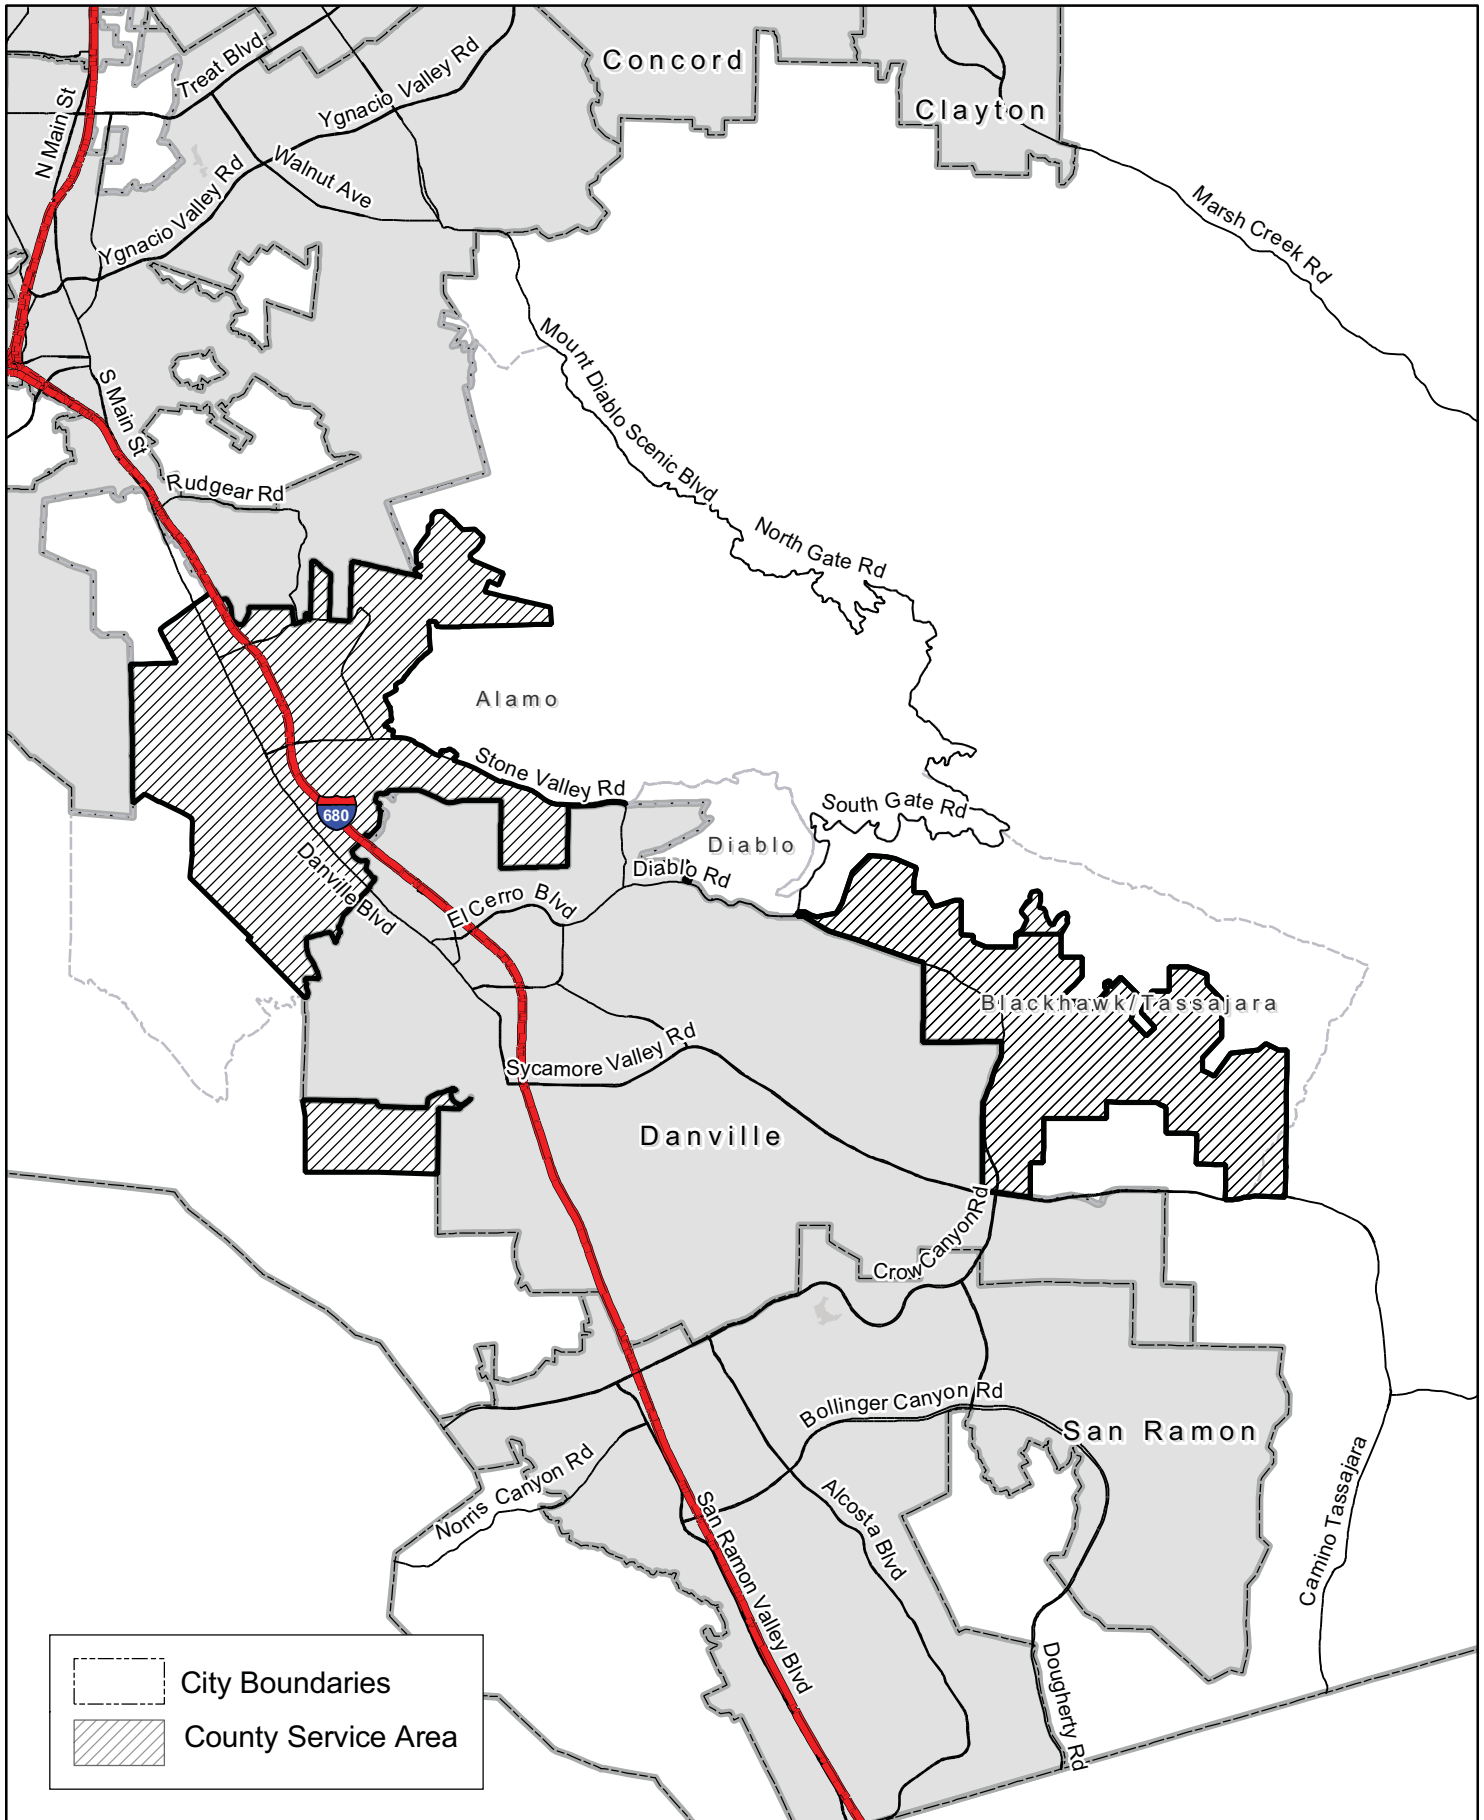 Concord
Treat Blvd
Ygnacio Valley Rd
Clayton
N Main St
Walnut Ave
Ygnacio Valley Rd
Marsh Creek Rd
Mount Diablo Scenic Blvd
S Main St
Rudgear Rd
North Gate Rd
Alamo
Stone Valley Rd
680
South Gate Rd
Diablo
Diablo Rd
Danville Blvd
El Cerro Blvd
Blackhawk/Tassajara
Sycamore Valley Rd
Danville
Crow Canyon Rd
Bollinger Canyon Rd
San Ramon
Norris Canyon Rd
Alcosta Blvd
San Ramon Valley Blvd
Camino Tassajara
Dougherty Rd
City Boundaries
County Service Area